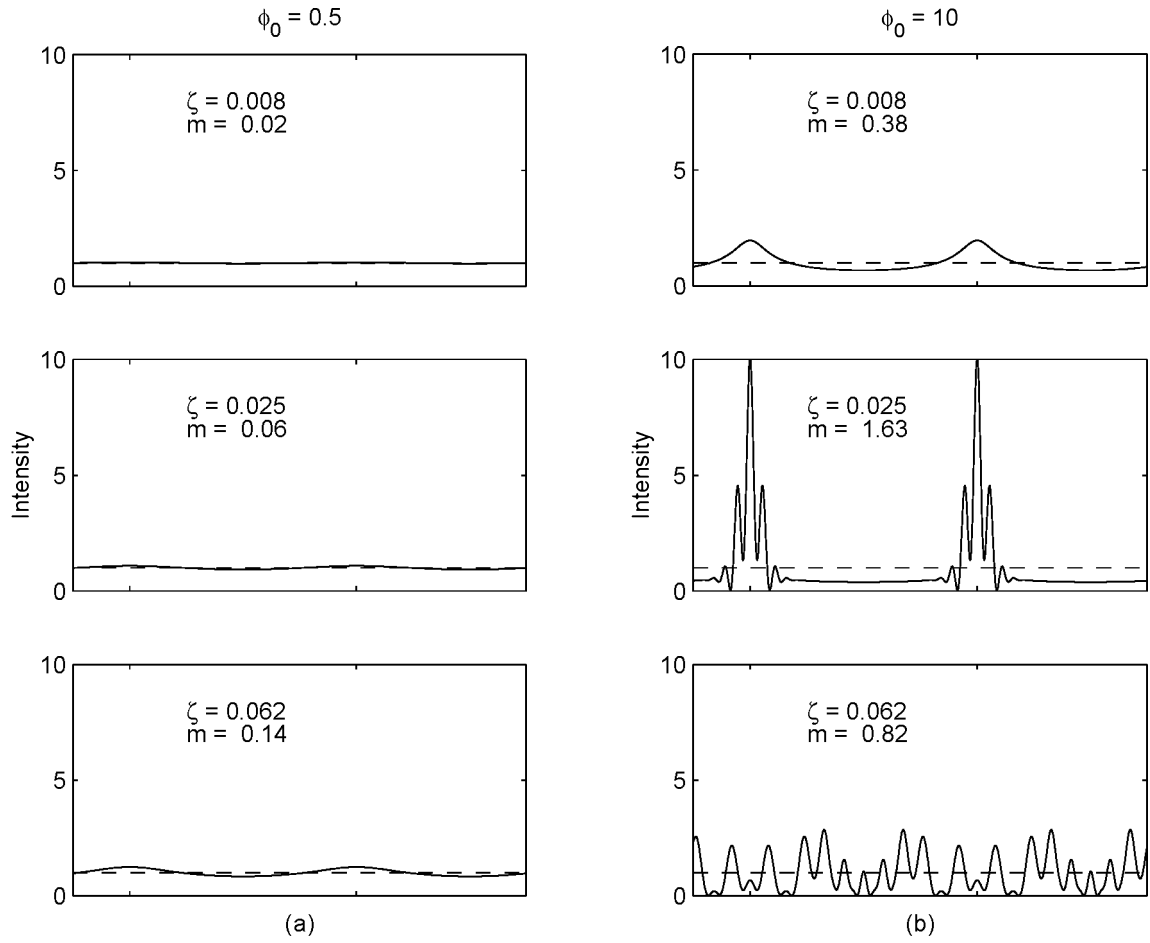 ϕ₀ = 0.5
10
ζ = 0.008
m = 0.02
5
0
10
ζ = 0.025
m = 0.06
5
0
Intensity
10
ζ = 0.062
m = 0.14
5
0
(a)
ϕ₀ = 10
10
ζ = 0.008
m = 0.38
5
0
10
ζ = 0.025
m = 1.63
5
0
Intensity
10
ζ = 0.062
m = 0.82
5
0
(b)